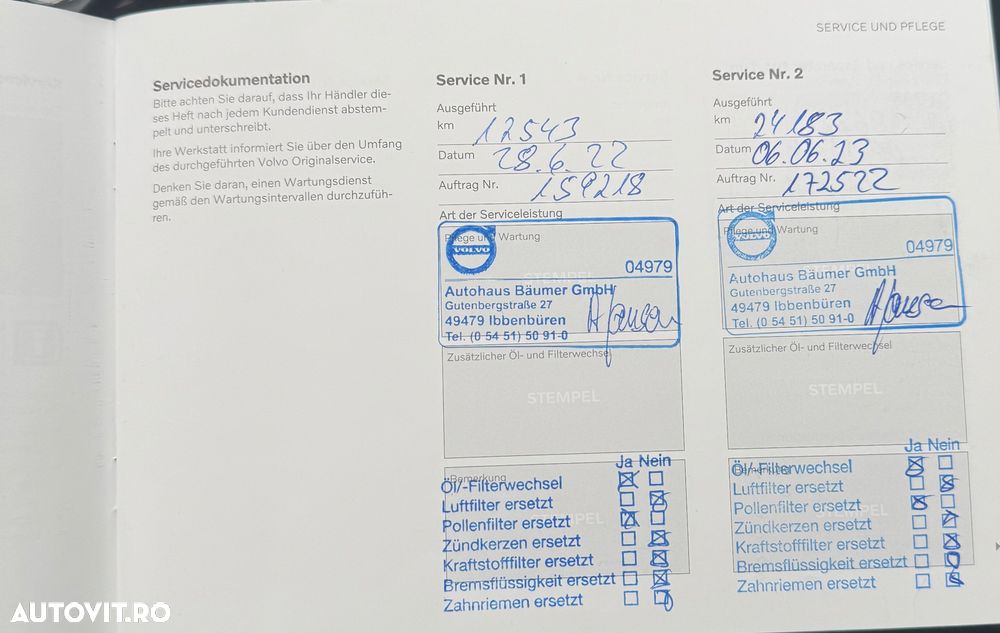 SERVICE UND PFLEGE
Servicedokumentation
Bitte achten Sie darauf, dass Ihr Händler die-
ses Heft nach jedem Kundendienst abstem-
pelt und unterschreibt.
Ihre Werkstatt informiert Sie über den Umfang
des durchgeführten Volvo Originalservice.
Denken Sie daran, einen Wartungsdienst
gemäß den Wartungsintervallen durchzufüh-
ren.
Service Nr. 1
Ausgeführt
km 12543
Datum 28.6.22
Auftrag Nr. 159218
Art der Serviceleistung
Pflege und Wartung
VOLVO
STEMPEL
04979
Autohaus Bäumer GmbH
Gutenbergstraße 27
49479 Ibbenbüren
Tel. (0 54 51) 50 91-0
Zusätzlicher Öl- und Filterwechsel
STEMPEL
Ja Nein
Bemerkung
Öl/-Filterwechsel
Luftfilter ersetzt
Pollenfilter ersetzt
STEMPEL
Zündkerzen ersetzt
Kraftstofffilter ersetzt
Bremsflüssigkeit ersetzt
Zahnriemen ersetzt
Service Nr. 2
Ausgeführt
km 24183
Datum 06.06.23
Auftrag Nr. 172522
Art der Serviceleistung
Pflege und Wartung
VOLVO
04979
Autohaus Bäumer GmbH
Gutenbergstraße 27
49479 Ibbenbüren
Tel. (0 54 51) 50 91-0
Zusätzlicher Öl- und Filterwechsel
STEMPEL
Ja Nein
Öl/-Filterwechsel
Luftfilter ersetzt
Pollenfilter ersetzt
Zündkerzen ersetzt
Kraftstofffilter ersetzt
Bremsflüssigkeit ersetzt
Zahnriemen ersetzt
AUTOVIT.RO